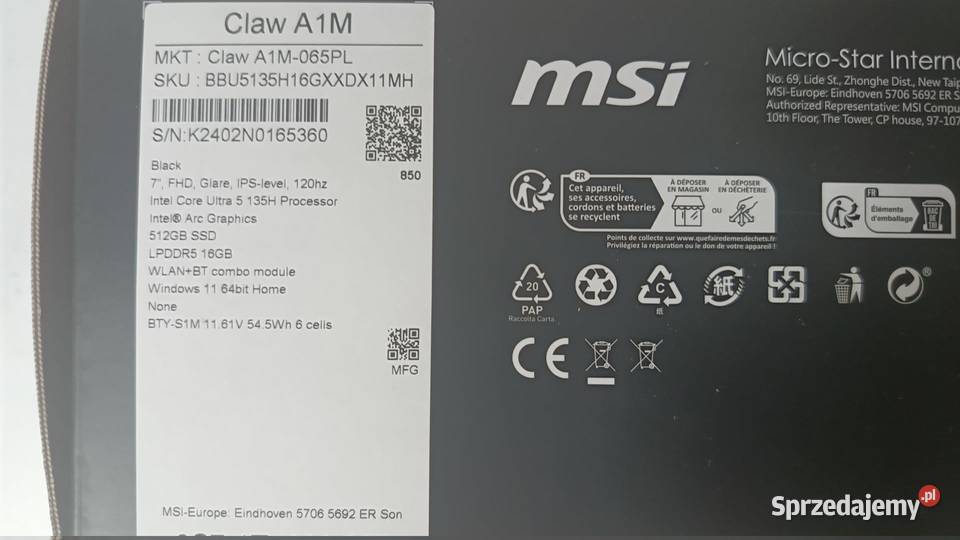 Claw A1M
MKT : Claw A1M-065PL
SKU : BBU5135H16GXXDX11MH
S/N:K2402N0165360
850
Black
7", FHD, Glare, IPS-level, 120hz
Intel Core Ultra 5 135H Processor
Intel® Arc Graphics
512GB SSD
LPDDR5 16GB
WLAN+BT combo module
Windows 11 64bit Home
None
BTY-S1M 11.61V 54.5Wh 6 cells
MFG
MSI-Europe: Eindhoven 5706 5692 ER Son
msi
Micro-Star Interna
No. 69, Lide St., Zhonghe Dist., New Taip
MSI-Europe: Eindhoven 5706 5692 ER S
Authorized Representative: MSI Compu
10th Floor, The Tower, CP house, 97-107
FR
Cet appareil,
ses accessoires,
cordons et batteries
se recyclent
À DÉPOSER
EN MAGASIN
OU
À DÉPOSER
EN DÉCHÈTERIE
Points de collecte sur www.quefairedemesdechets.fr
Privilégiez la réparation ou le don de votre appareil !
FR
Éléments
d'emballage
BAC
DE
TRI
20
PAP
Raccolta Carta
C
紙
®
CE
Sprzedajemy.pl